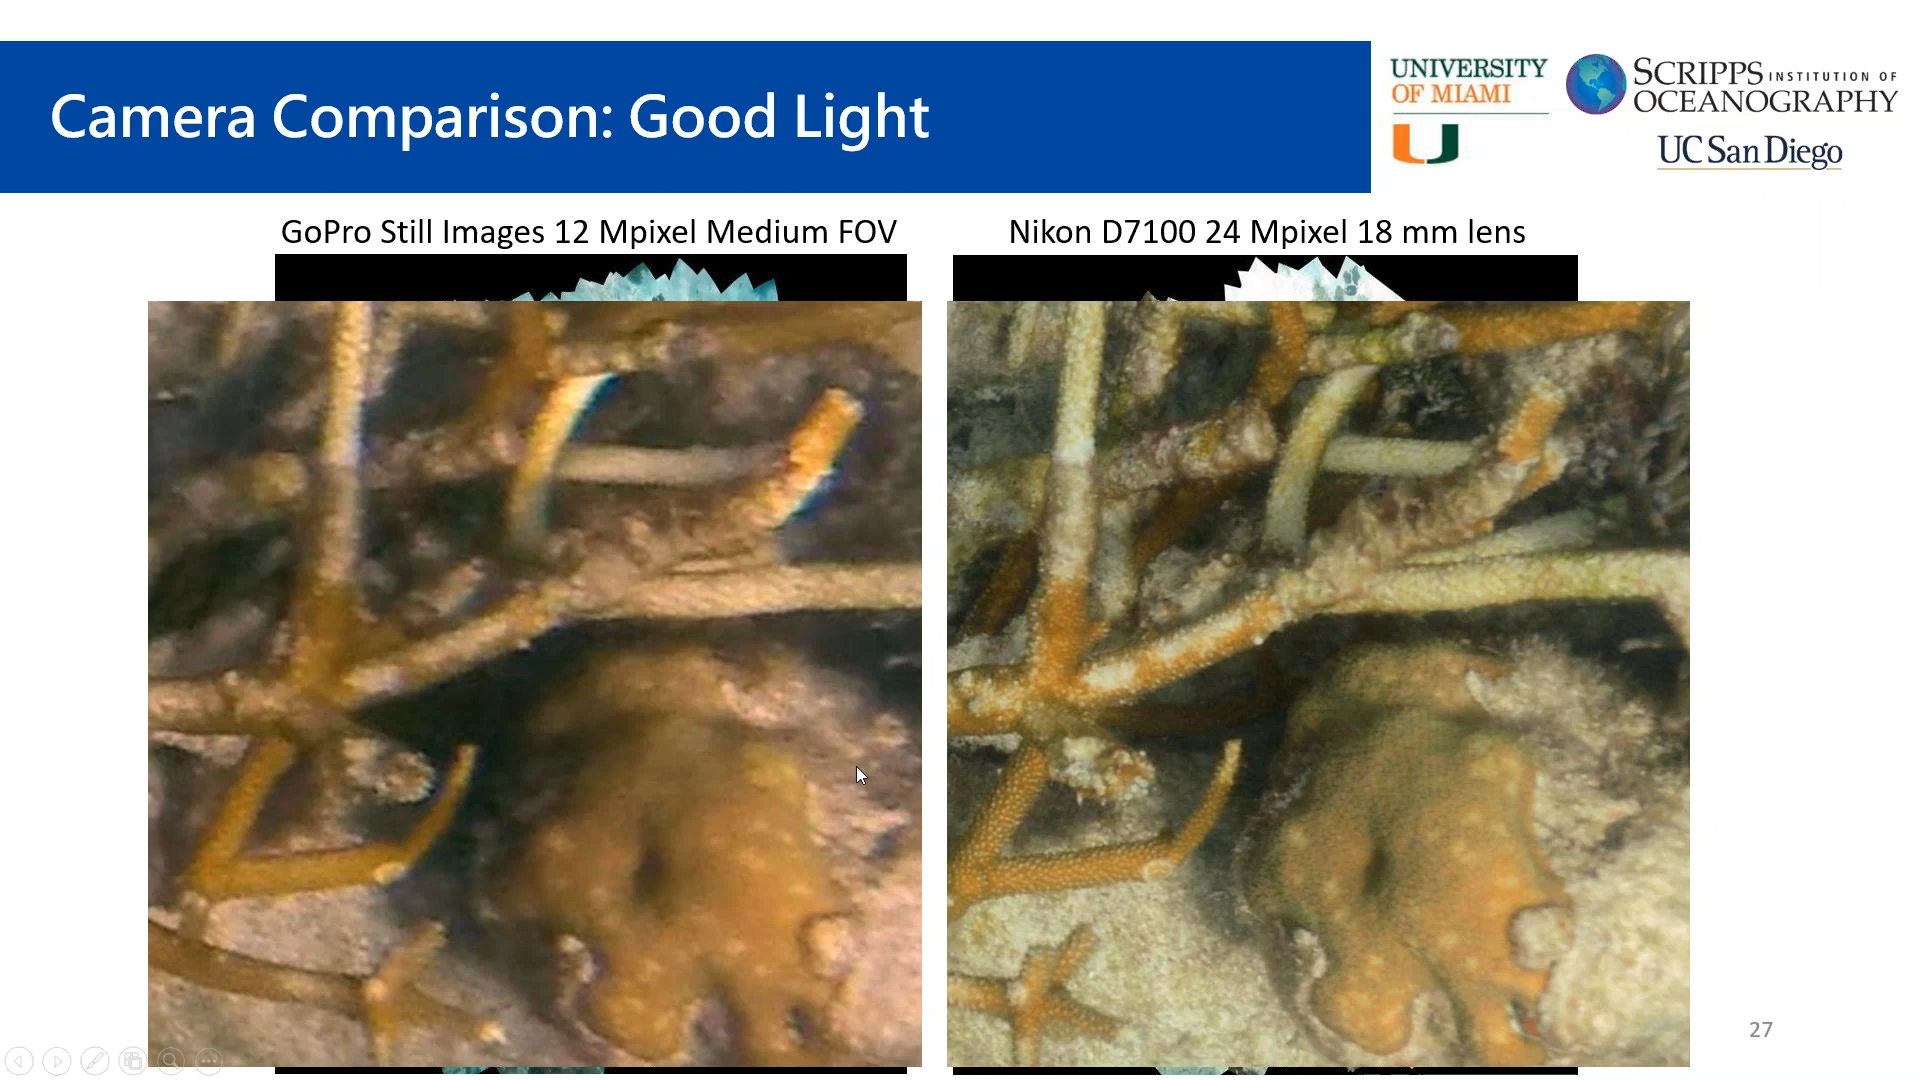 Camera Comparison: Good Light
UNIVERSITY
OF MIAMI
SCRIPPS INSTITUTION OF
OCEANOGRAPHY
UC San Diego
GoPro Still Images 12 Mpixel Medium FOV
Nikon D7100 24 Mpixel 18 mm lens
27